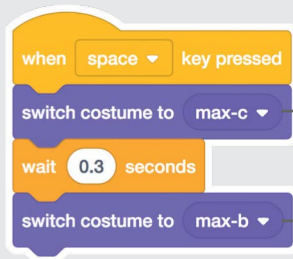 when space key pressed
switch costume to max-c
wait 0.3 seconds
switch costume to max-b